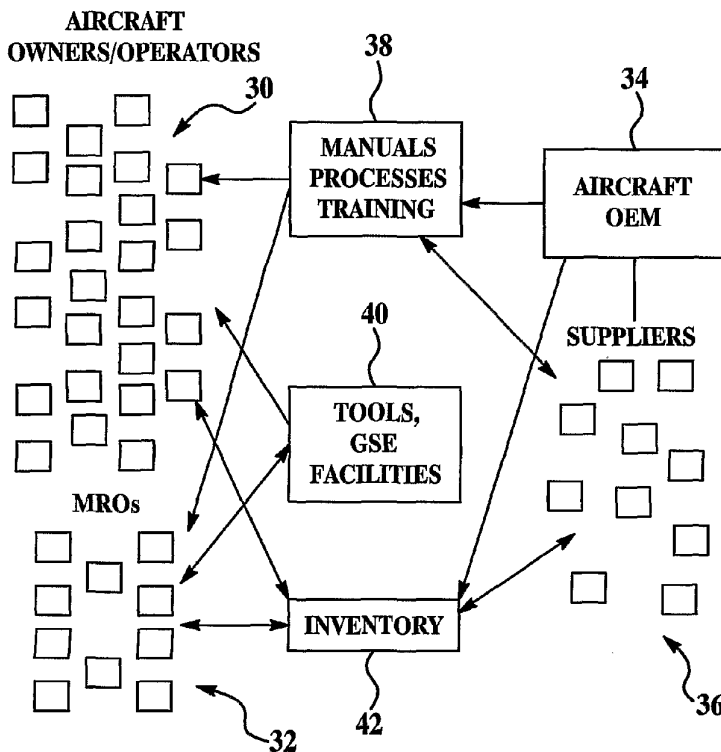 AIRCRAFT
OWNERS/OPERATORS
30
38
34
MANUALS
PROCESSES
TRAINING
AIRCRAFT
OEM
40
SUPPLIERS
TOOLS,
GSE
FACILITIES
MROs
INVENTORY
32
42
36